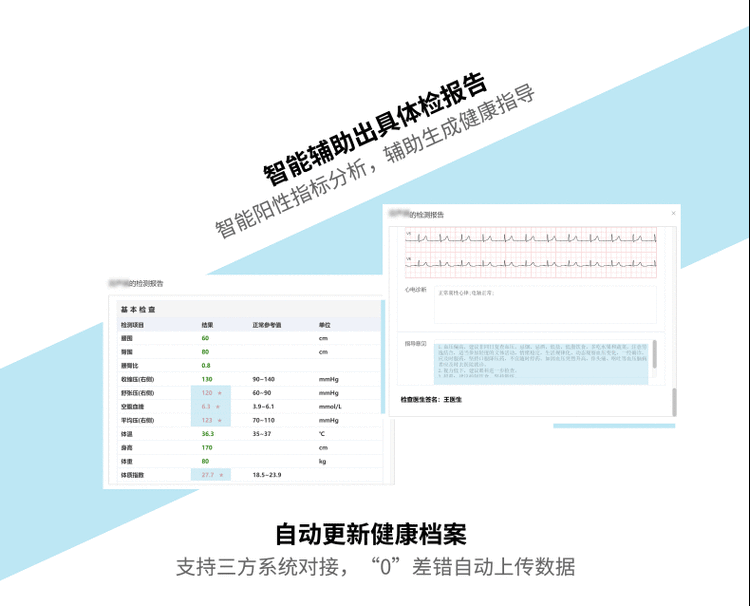 智能辅助出具体检报告
智能阳性指标分析，辅助生成健康指导
的检测报告
V5
V6
心电诊断
正常窦性心律;电轴正常;
指导意见
检查医生签名：王医生
的检测报告
基本检查
检测项目 结果 正常参考值 单位
腰围 60 cm
臀围 80 cm
腰臀比 0.8
收缩压(右侧) 130 90~140 mmHg
舒张压(右侧) 120 mmHg
空腹血糖 6.3 3.9~6.1 mmol/L
平均压(右侧) 123 70~110 mmHg
体温 36.3 35~37 ℃
身高 170 cm
体重 80 kg
体质指数 27.7 18.5~23.9
自动更新健康档案
支持三方系统对接，“0”差错自动上传数据